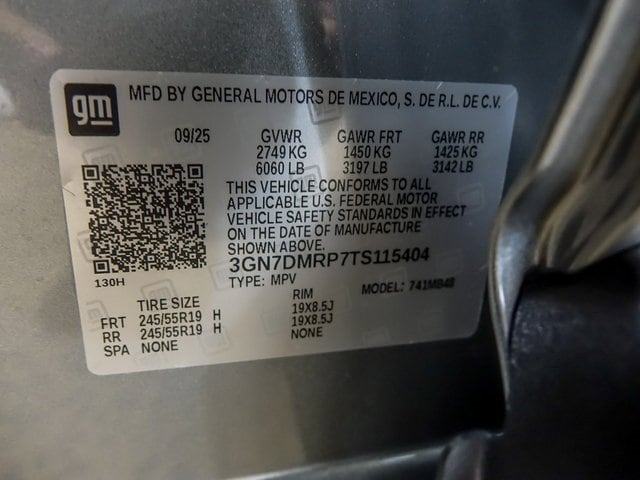 gm
MFD BY GENERAL MOTORS DE MEXICO, S. DE R.L. DE C.V.
09/25 GVWR GAWR FRT GAWR RR
2749 KG 1450 KG 1425 KG
6060 LB 3197 LB 3142 LB
THIS VEHICLE CONFORMS TO ALL
APPLICABLE U.S. FEDERAL MOTOR
VEHICLE SAFETY STANDARDS IN EFFECT
ON THE DATE OF MANUFACTURE
SHOWN ABOVE.
3GN7DMRP7TS115404
130H TYPE: MPV MODEL: 741MB48
TIRE SIZE RIM
FRT 245/55R19 H 19X8.5J
RR 245/55R19 H 19X8.5J
SPA NONE NONE